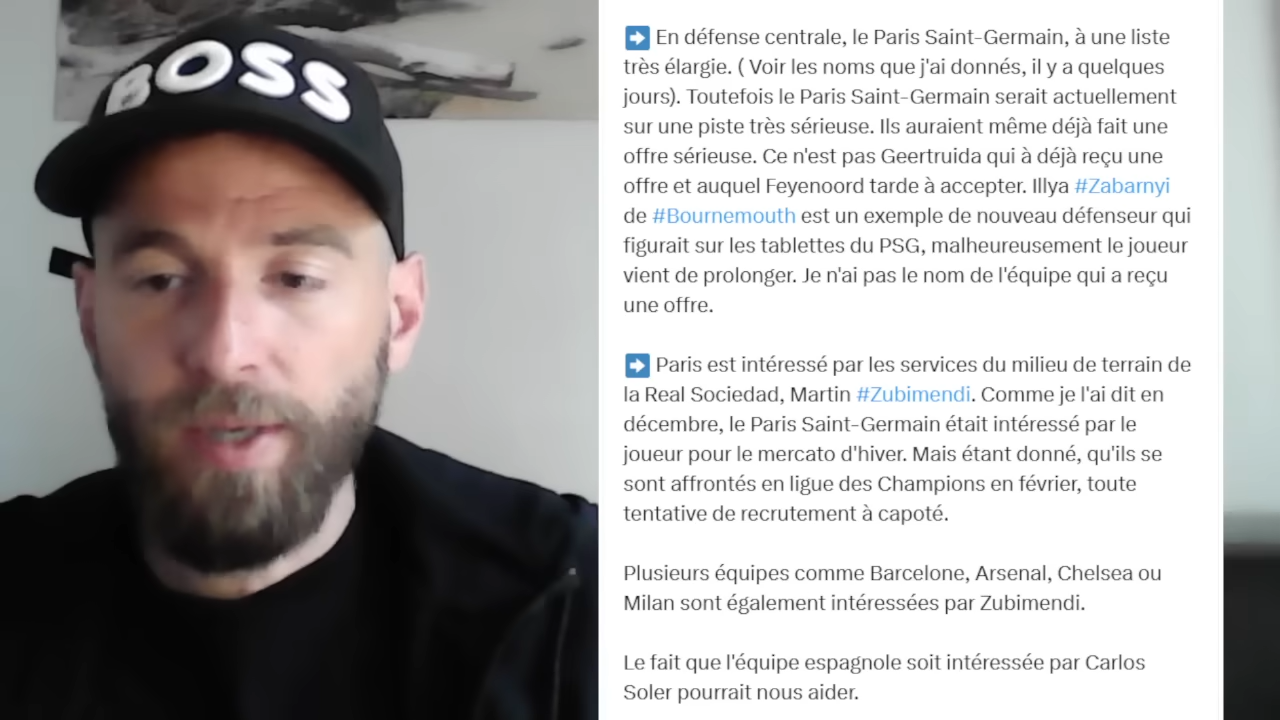 BOSS
➡ En défense centrale, le Paris Saint-Germain, à une liste
très élargie. ( Voir les noms que j'ai donnés, il y a quelques
jours). Toutefois le Paris Saint-Germain serait actuellement
sur une piste très sérieuse. Ils auraient même déjà fait une
offre sérieuse. Ce n'est pas Geertruida qui à déjà reçu une
offre et auquel Feyenoord tarde à accepter. Illya #Zabarnyi
de #Bournemouth est un exemple de nouveau défenseur qui
figurait sur les tablettes du PSG, malheureusement le joueur
vient de prolonger. Je n'ai pas le nom de l'équipe qui a reçu
une offre.
➡ Paris est intéressé par les services du milieu de terrain de
la Real Sociedad, Martin #Zubimendi. Comme je l'ai dit en
décembre, le Paris Saint-Germain était intéressé par le
joueur pour le mercato d'hiver. Mais étant donné, qu'ils se
sont affrontés en ligue des Champions en février, toute
tentative de recrutement à capoté.
Plusieurs équipes comme Barcelone, Arsenal, Chelsea ou
Milan sont également intéressées par Zubimendi.
Le fait que l'équipe espagnole soit intéressée par Carlos
Soler pourrait nous aider.